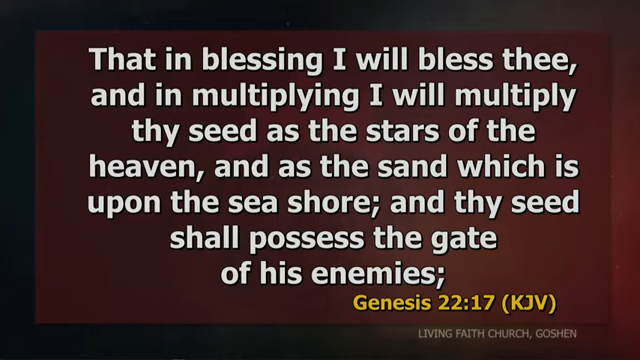 That in blessing I will bless thee,
and in multiplying I will multiply
thy seed as the stars of the
heaven, and as the sand which is
upon the sea shore; and thy seed
shall possess the gate
of his enemies;
Genesis 22:17 (KJV)
LIVING FAITH CHURCH, GOSHEN